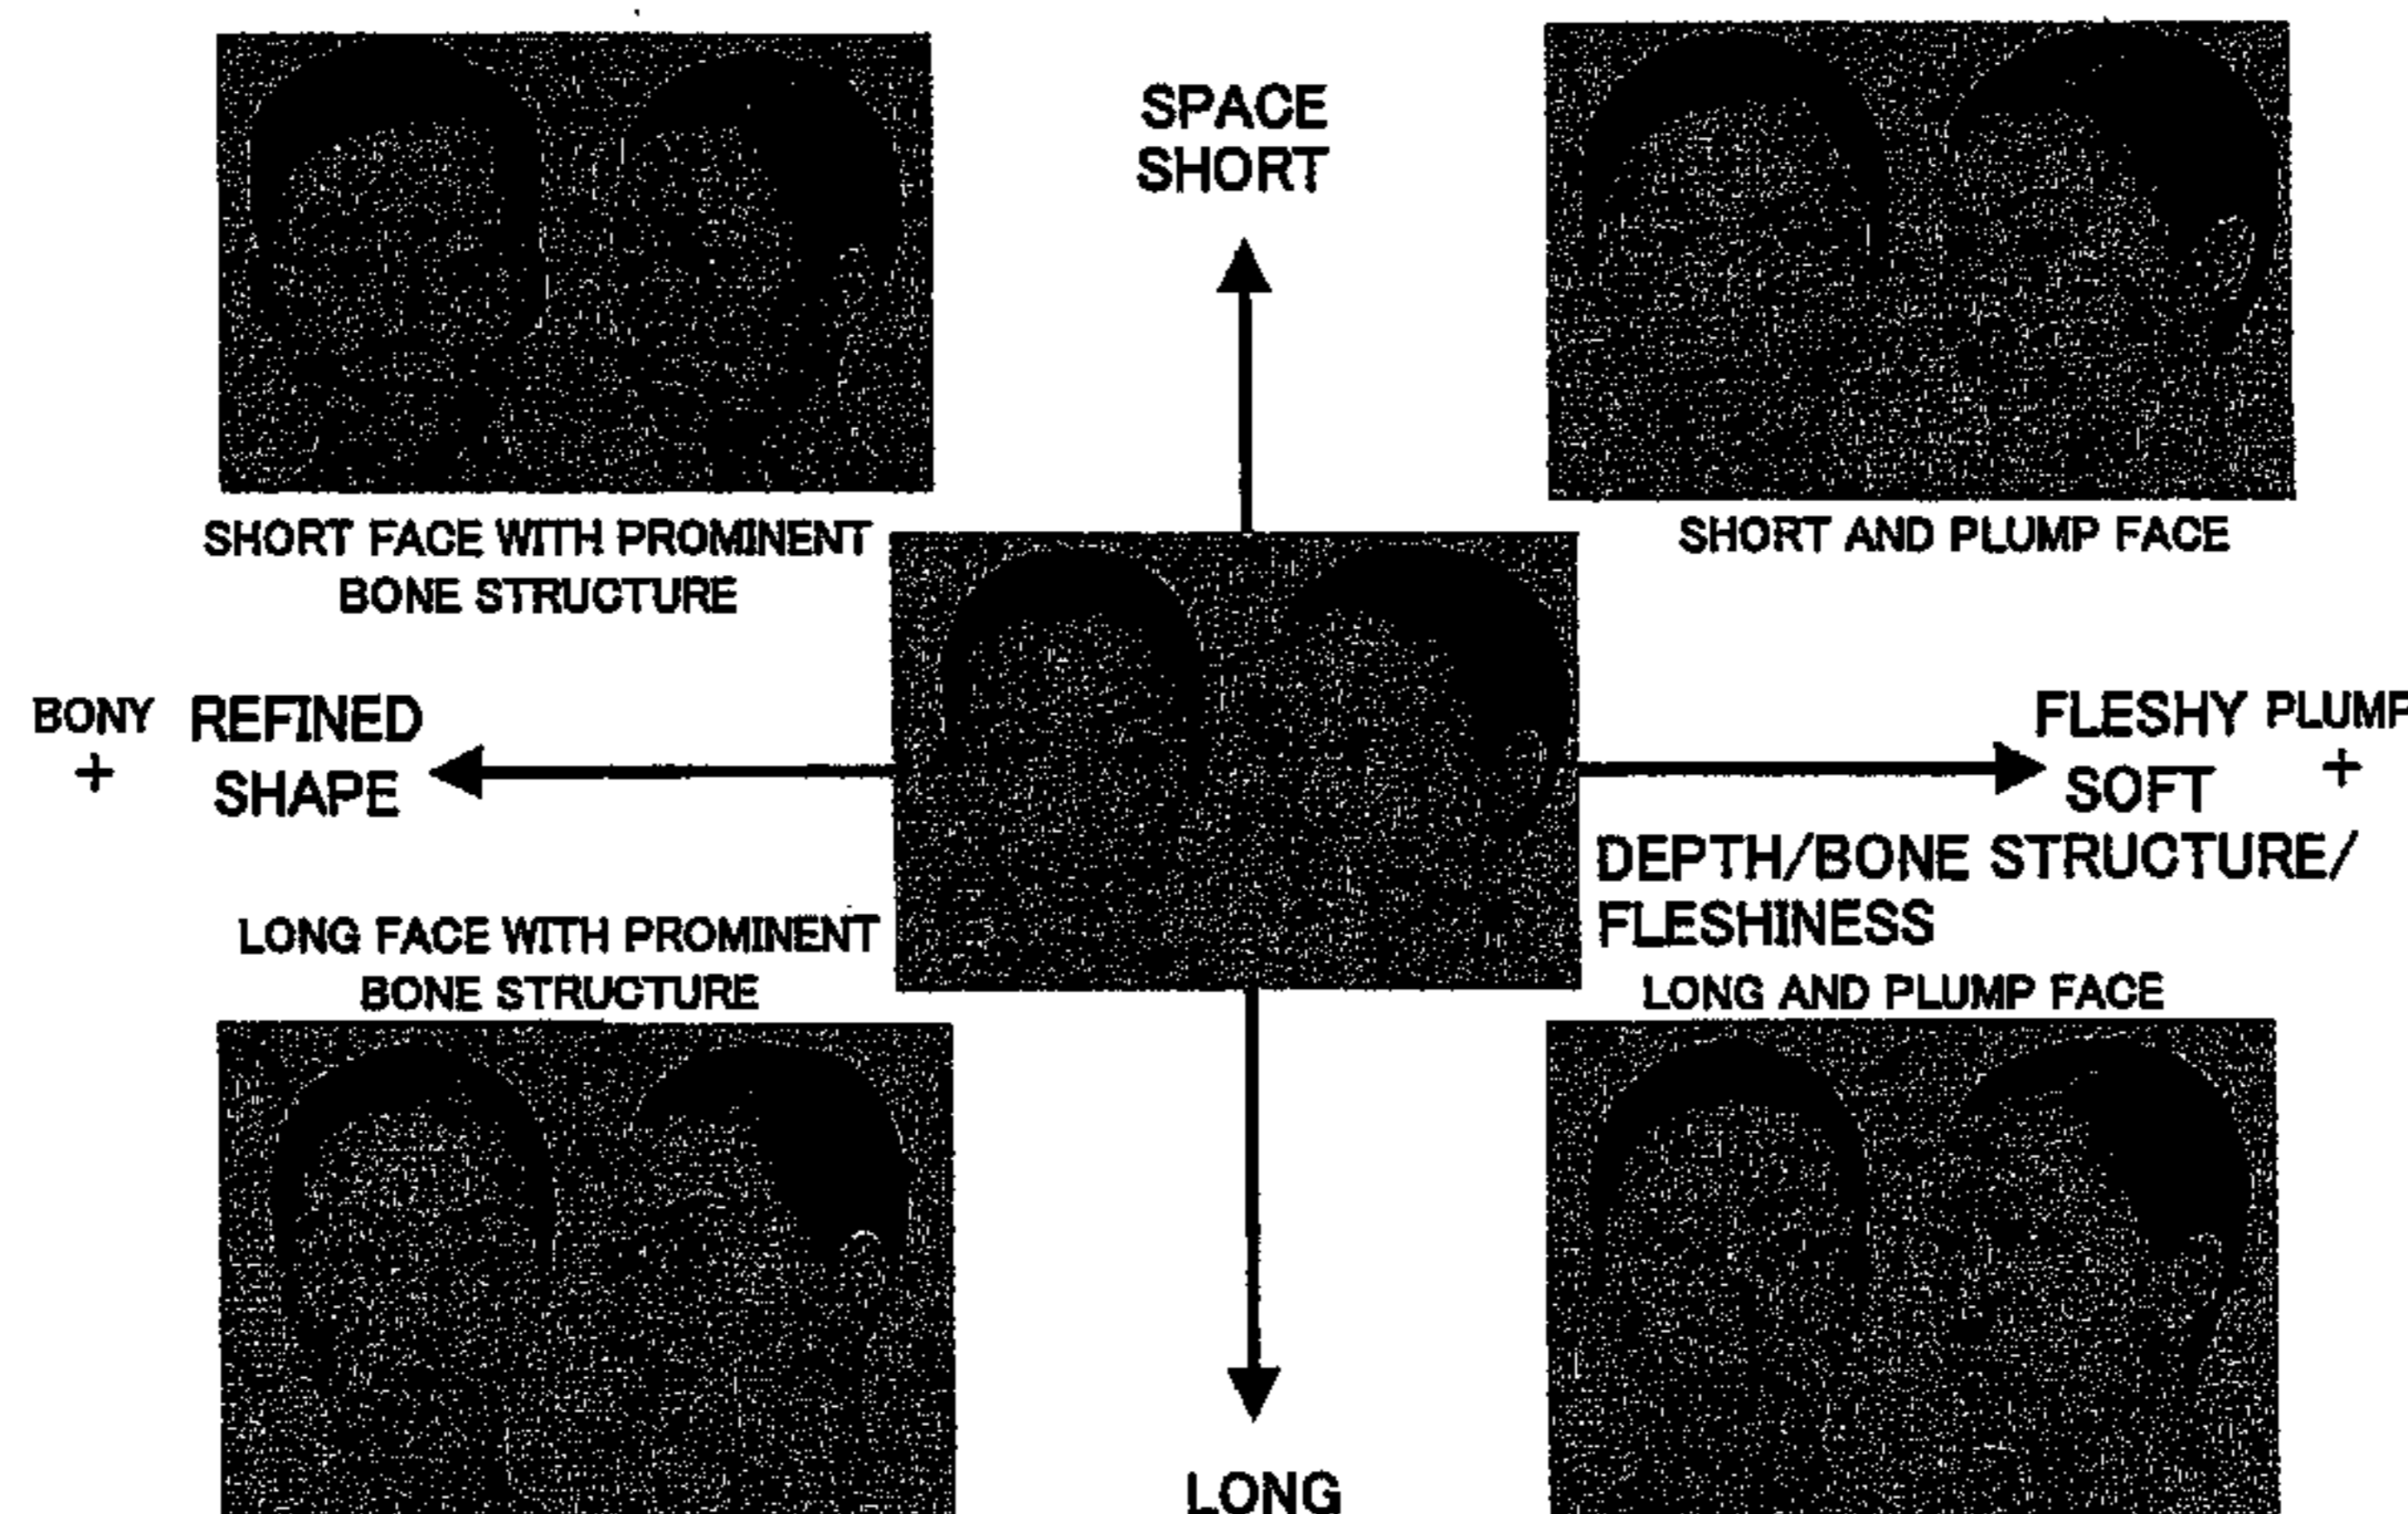 SPACE
SHORT
SHORT FACE WITH PROMINENT
BONE STRUCTURE
SHORT AND PLUMP FACE
BONY
+
REFINED
SHAPE
FLESHY
SOFT
PLUMP
+
DEPTH/BONE STRUCTURE/
FLESHINESS
LONG FACE WITH PROMINENT
BONE STRUCTURE
LONG AND PLUMP FACE
LONG